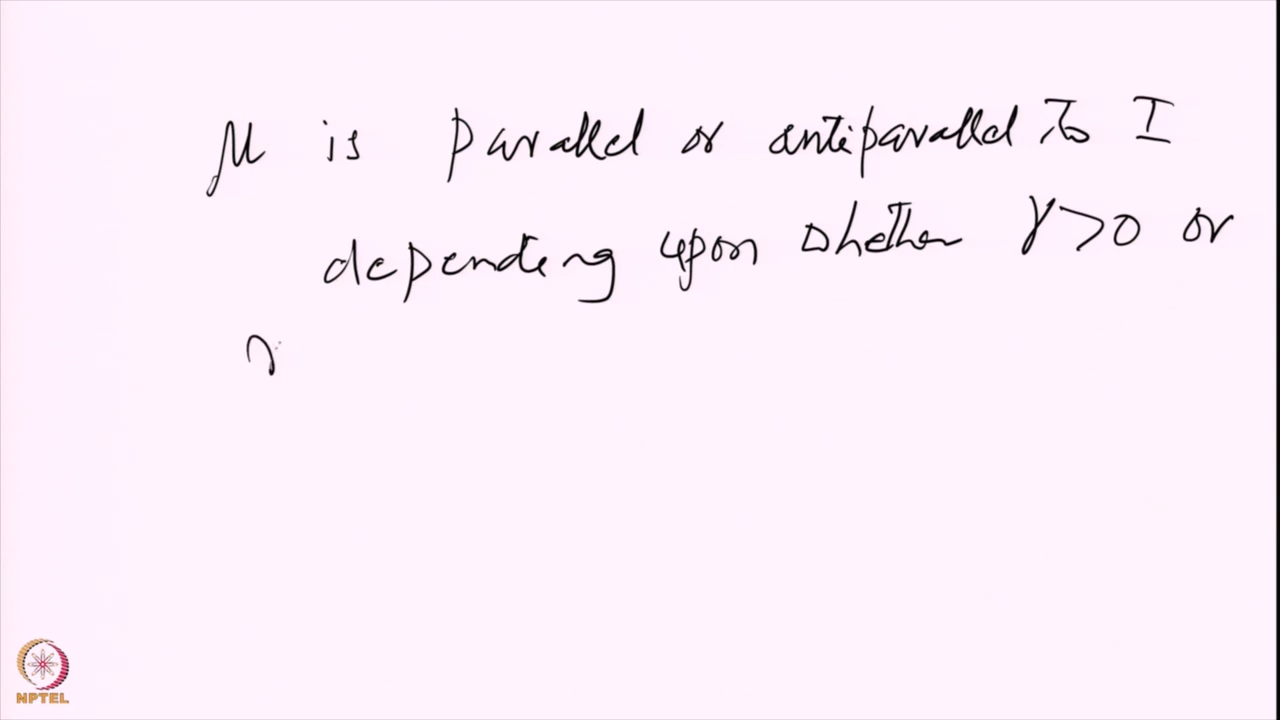 μ is parallel or antiparallel to I
depending upon whether γ>0 or
NPTEL